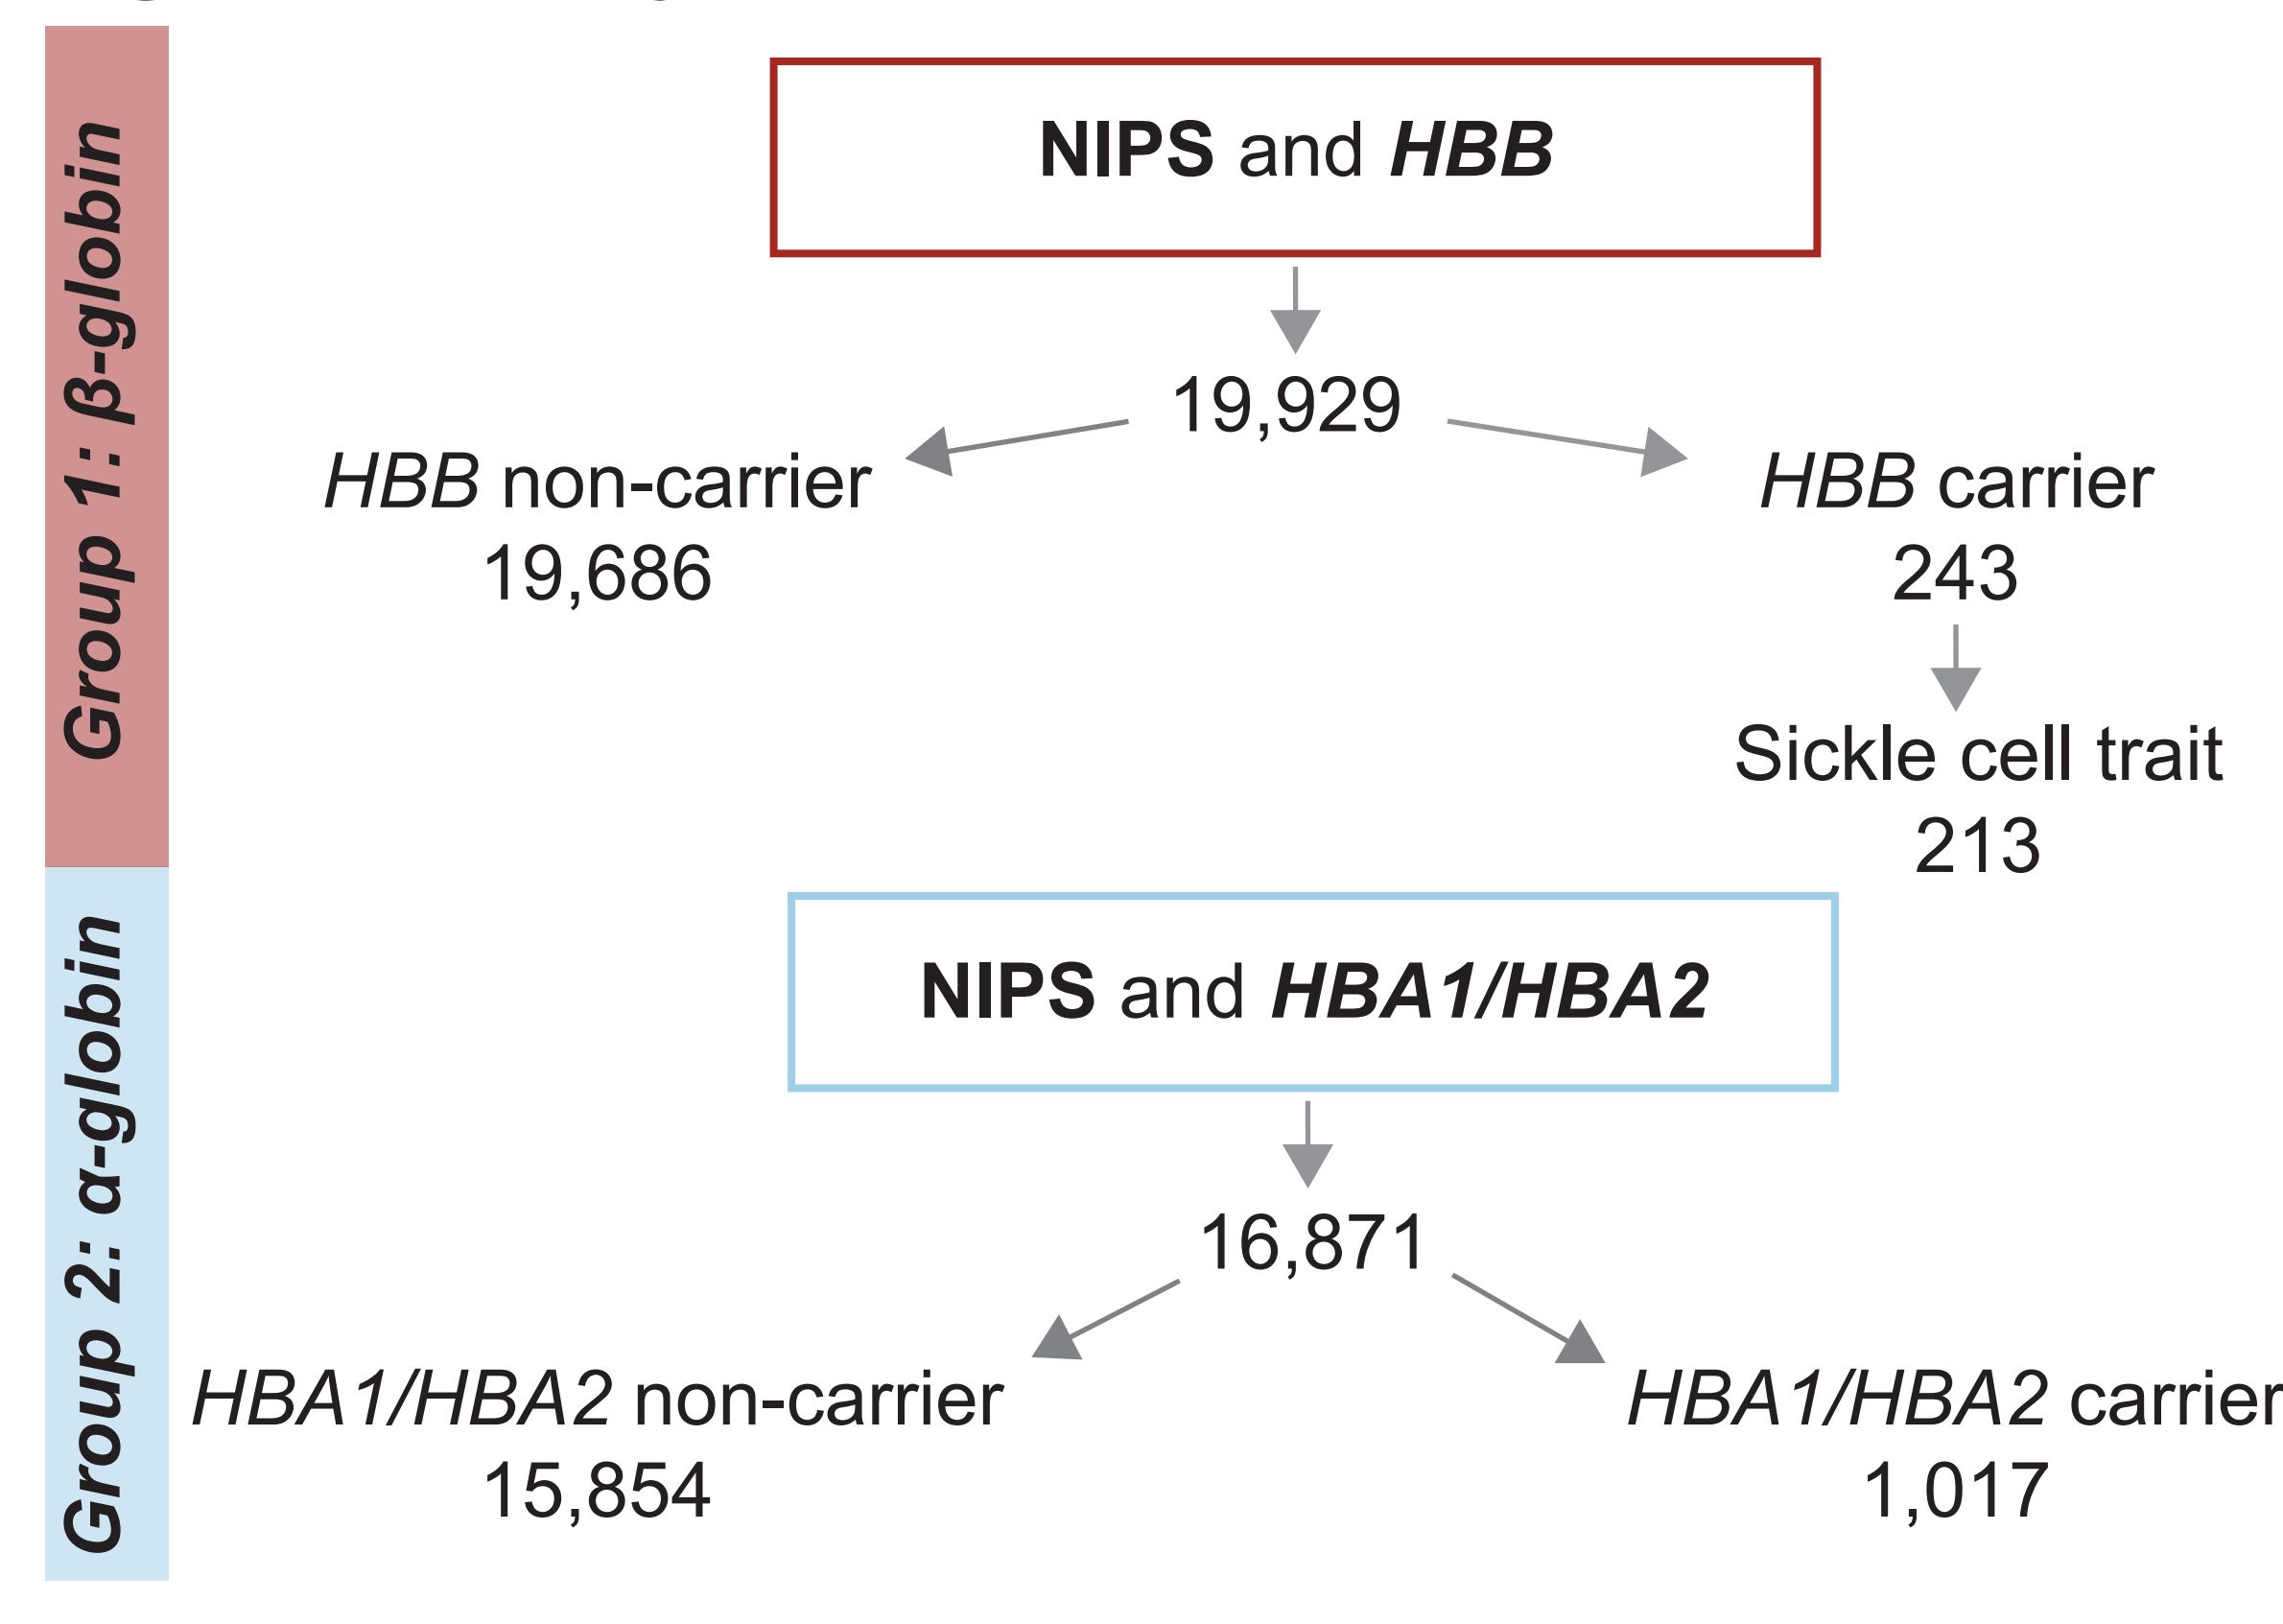 Group 1: β-globin
NIPS and HBB
19,929
HBB non-carrier
19,686
HBB carrier
243
Sickle cell trait
213
Group 2: α-globin
NIPS and HBA1/HBA2
16,871
HBA1/HBA2 non-carrier
15,854
HBA1/HBA2 carrier
1,017